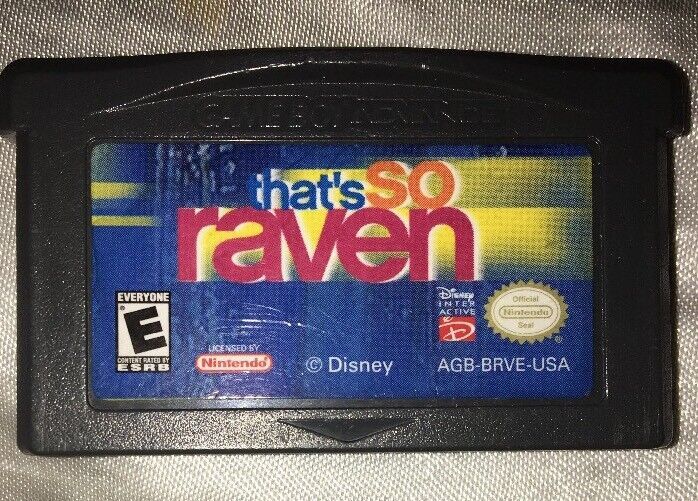 GAME BOY ADVANCE
that's so
raven
EVERYONE
E
CONTENT RATED BY
ESRB
LICENSED BY
Nintendo
© Disney
DISNEY
INTER
ACTIVE
D
Official
Nintendo
Seal
®
AGB-BRVE-USA